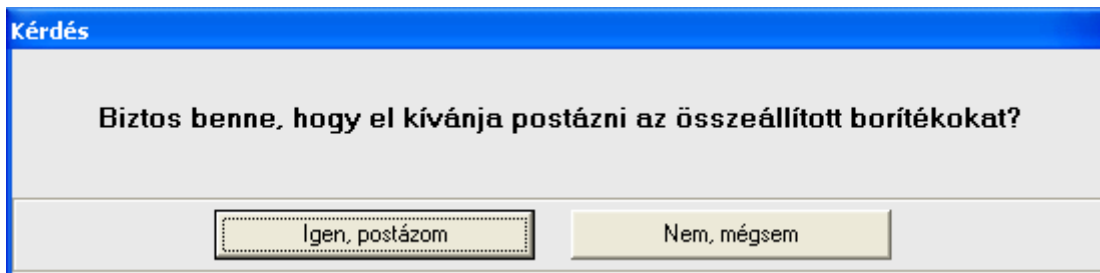 Kérdés
Biztos benne, hogy el kívánja postázni az összeállított borítékokat?
Igen, postázom
Nem, mégsem